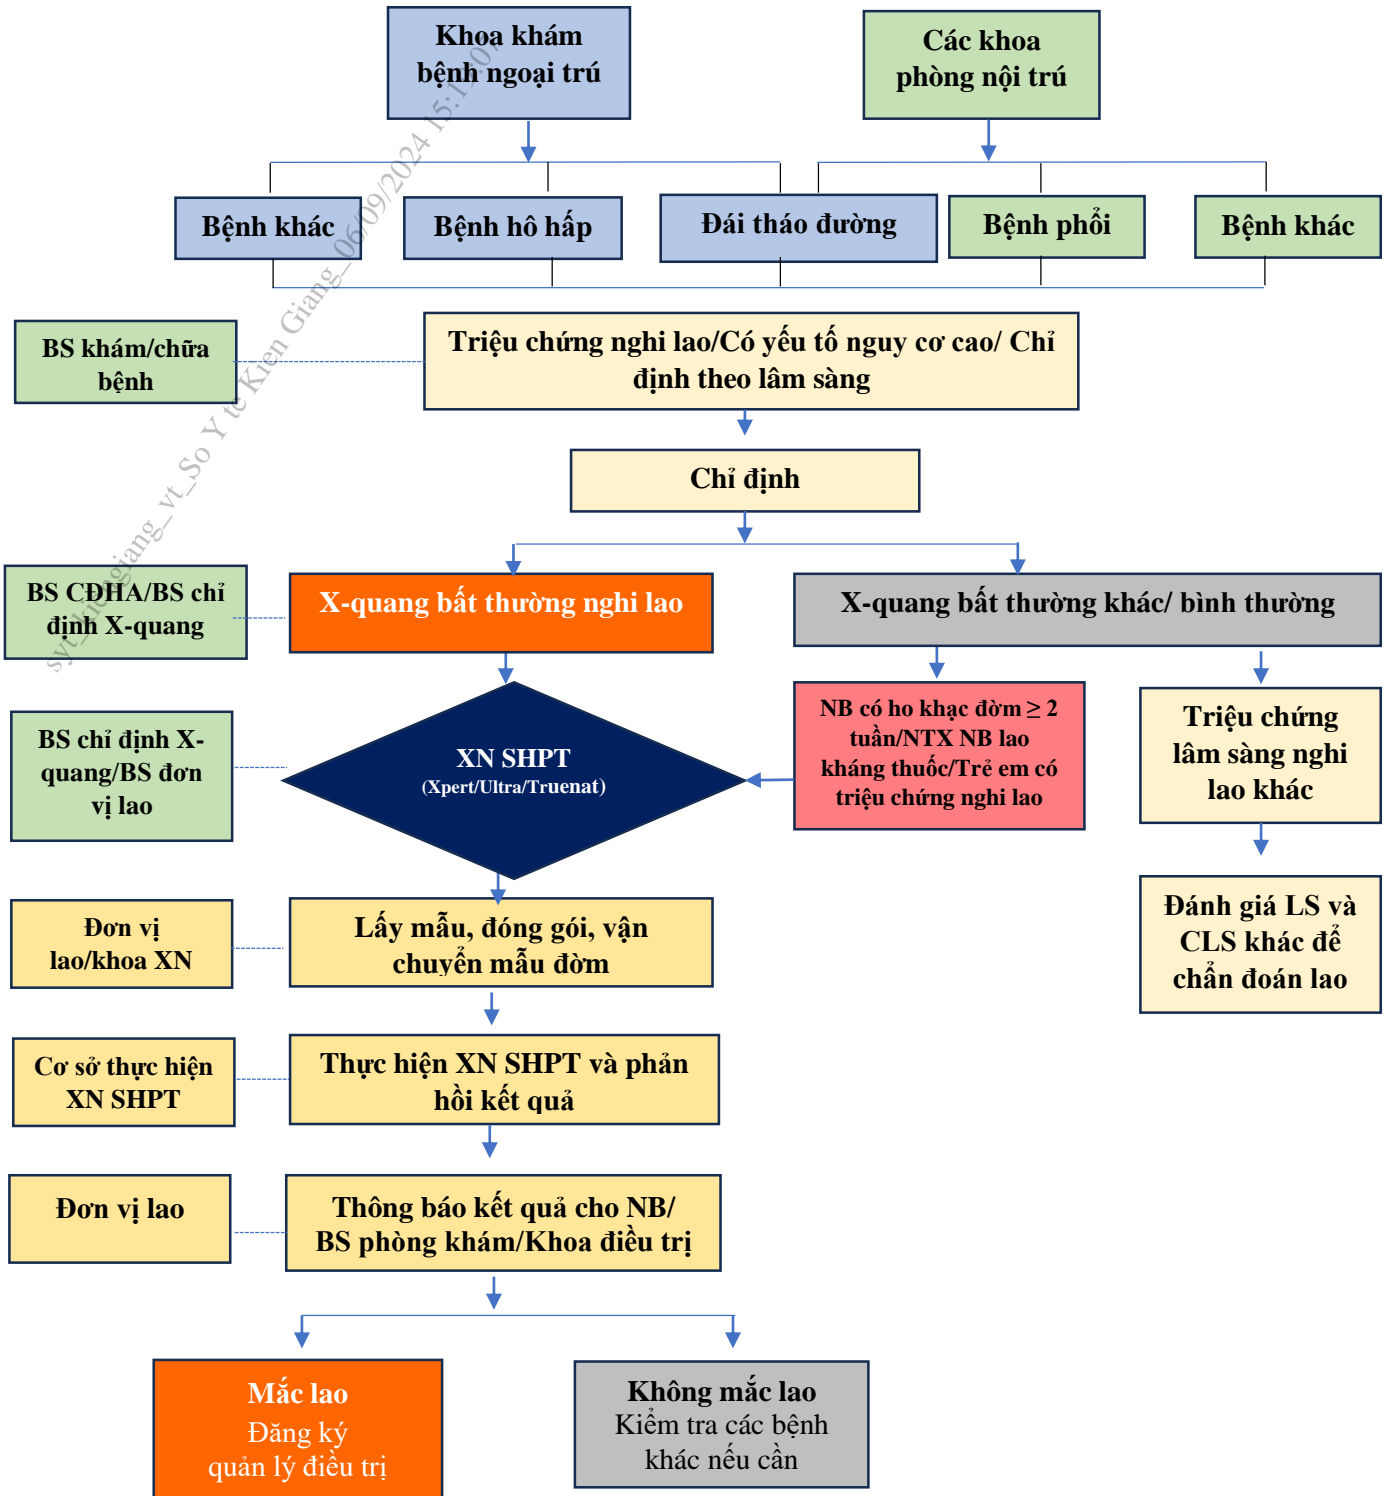 Khoa khám
bệnh ngoại trú
Các khoa
phòng nội trú
Bệnh khác
Bệnh hô hấp
Đái tháo đường
Bệnh phổi
Bệnh khác
BS khám/chữa
bệnh
Triệu chứng nghi lao/Có yếu tố nguy cơ cao/ Chỉ
định theo lâm sàng
Chỉ định
BS CĐHA/BS chỉ
định X-quang
X-quang bất thường nghi lao
X-quang bất thường khác/ bình thường
BS chỉ định X-
quang/BS đơn
vị lao
XN SHPT
(Xpert/Ultra/Truenat)
NB có ho khạc đờm ≥ 2
tuần/NTX NB lao
kháng thuốc/Trẻ em có
triệu chứng nghi lao
Triệu chứng
lâm sàng nghi
lao khác
Đơn vị
lao/khoa XN
Lấy mẫu, đóng gói, vận
chuyển mẫu đờm
Đánh giá LS và
CLS khác để
chẩn đoán lao
Cơ sở thực hiện
XN SHPT
Thực hiện XN SHPT và phản
hồi kết quả
Đơn vị lao
Thông báo kết quả cho NB/
BS phòng khám/Khoa điều trị
Mắc lao
Đăng ký
quản lý điều trị
Không mắc lao
Kiểm tra các bệnh
khác nếu cần
syt_kiengiang_vt_So Y te Kien Giang_06/09/2024